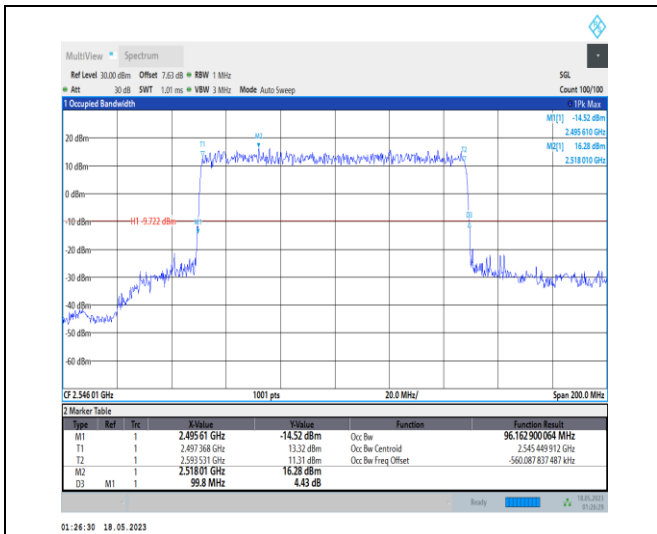 MultiView Spectrum
Ref Level 30.00 dBm Offset 7.63 dB RBW 1 MHz SGL
Att 30 dB SWT 1.01 ms VBW 3 MHz Mode Auto Sweep Count 100/100
1 Occupied Bandwidth 1Pk Max
M1[1] -14.52 dBm
2.495 610 GHz
M2[1] 16.28 dBm
2.518 010 GHz
T1 M2 T2
20 dBm
10 dBm
0 dBm
-10 dBm H1 -9.722 dBm M1 D3
-20 dBm
-30 dBm
-40 dBm
-50 dBm
-60 dBm
CF 2.546 01 GHz 1001 pts 20.0 MHz/ Span 200.0 MHz
2 Marker Table
Type Ref Trc X-Value Y-Value Function Function Result
M1 1 2.49561 GHz -14.52 dBm Occ Bw 96.162 900 064 MHz
T1 1 2.497 368 GHz 13.32 dBm Occ Bw Centroid 2.545 449 912 GHz
T2 1 2.593 531 GHz 11.31 dBm Occ Bw Freq Offset -560.087 837 487 kHz
M2 1 2.51801 GHz 16.28 dBm
D3 M1 1 99.8 MHz 4.43 dB
Ready 18.05.2023
01:26:29
01:26:30 18.05.2023